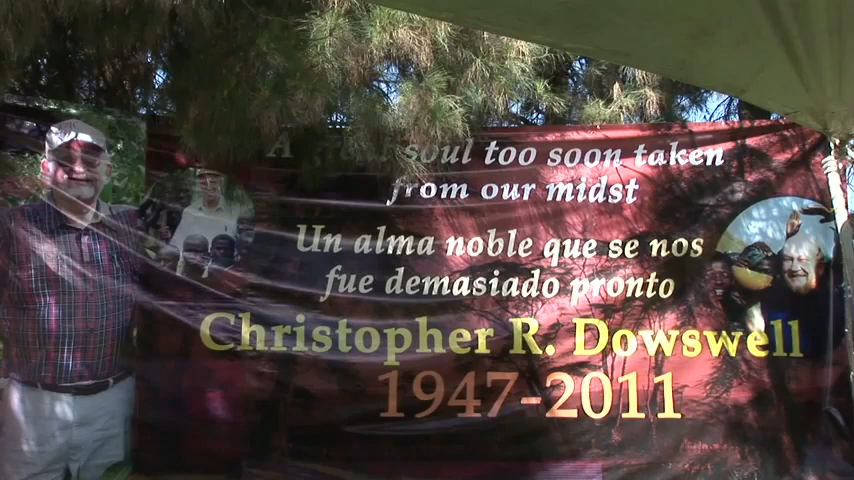 A soul too soon taken
from our midst
Un alma noble que se nos
fue demasiado pronto
Christopher R. Dowswell
1947-2011